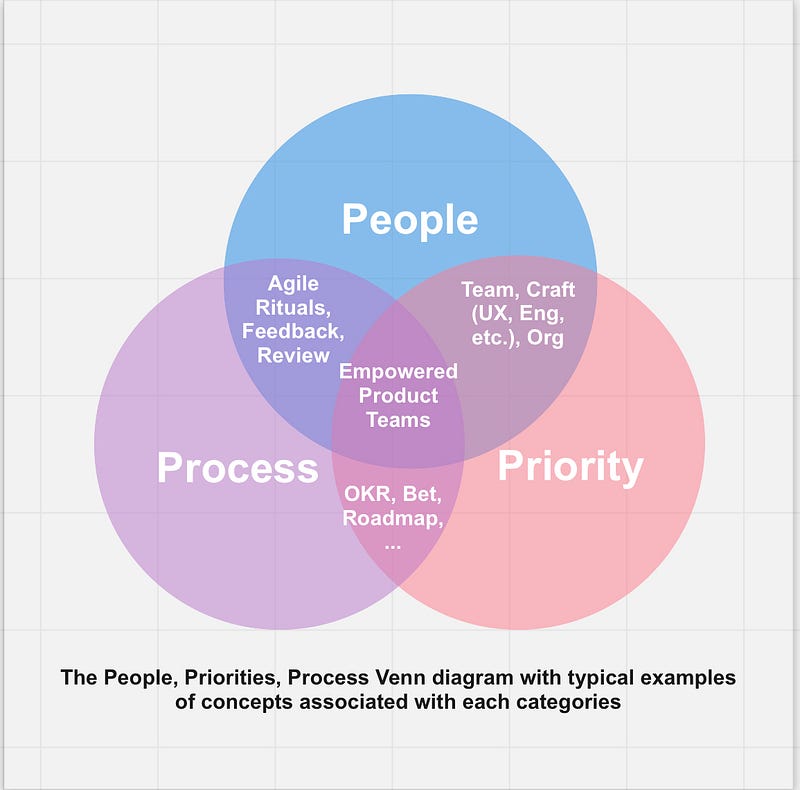 People
Agile
Rituals,
Feedback,
Review
Team, Craft
(UX, Eng,
etc.), Org
Empowered
Product
Teams
Process
Priority
OKR, Bet,
Roadmap,
...
The People, Priorities, Process Venn diagram with typical examples
of concepts associated with each categories